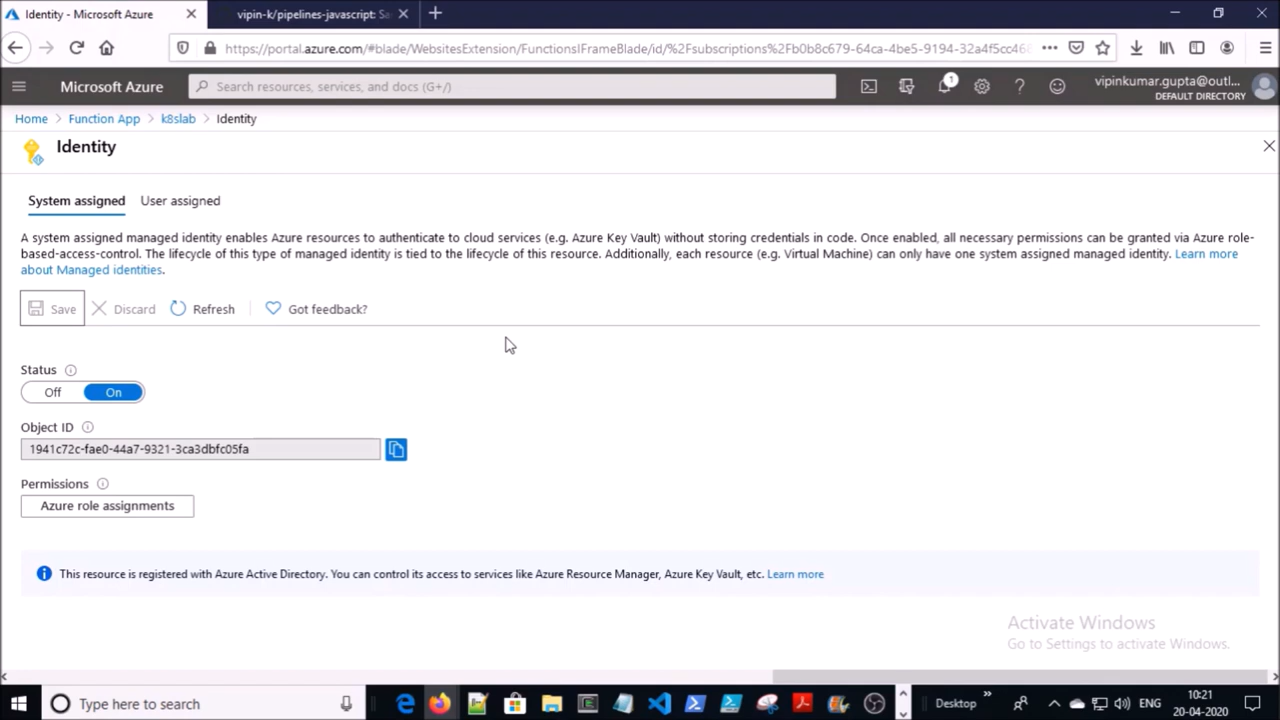 Identity - Microsoft Azure
vipin-k/pipelines-javascript: Sa
https://portal.azure.com/#blade/WebsitesExtension/FunctionsIFrameBlade/id/%2Fsubscriptions%2Fb0b8c679-64ca-4be5-9194-32a4f5cc468
Microsoft Azure
Search resources, services, and docs (G+/)
1
vipinkumar.gupta@outl...
DEFAULT DIRECTORY
Home > Function App > k8slab > Identity
Identity
System assigned User assigned
A system assigned managed identity enables Azure resources to authenticate to cloud services (e.g. Azure Key Vault) without storing credentials in code. Once enabled, all necessary permissions can be granted via Azure role-
based-access-control. The lifecycle of this type of managed identity is tied to the lifecycle of this resource. Additionally, each resource (e.g. Virtual Machine) can only have one system assigned managed identity. Learn more
about Managed identities.
Save Discard Refresh Got feedback?
Status
Off On
Object ID
1941c72c-fae0-44a7-9321-3ca3dbfc05fa
Permissions
Azure role assignments
This resource is registered with Azure Active Directory. You can control its access to services like Azure Resource Manager, Azure Key Vault, etc. Learn more
Activate Windows
Go to Settings to activate Windows.
Type here to search
Desktop
ENG
10:21
20-04-2020